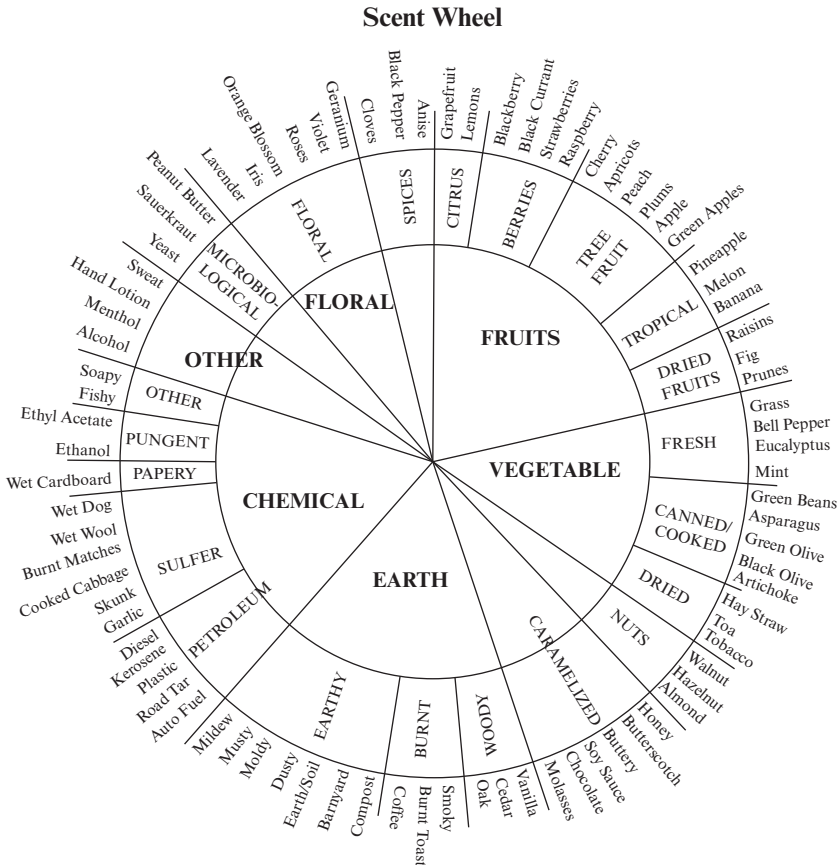 Scent Wheel
FRUITS
VEGETABLE
EARTH
CHEMICAL
OTHER
FLORAL
SPICES
CITRUS
BERRIES
TREE
FRUIT
TROPICAL
DRIED
FRUITS
FRESH
CANNED/
COOKED
DRIED
NUTS
CARAMELIZED
WOODY
BURNT
EARTHY
PETROLEUM
SULFER
PAPERY
PUNGENT
OTHER
MICROBIO-
LOGICAL
FLORAL
Grapefruit
Lemons
Blackberry
Black Currant
Strawberries
Raspberry
Cherry
Apricots
Peach
Plums
Apple
Green Apples
Pineapple
Melon
Banana
Raisins
Fig
Prunes
Grass
Bell Pepper
Eucalyptus
Mint
Green Beans
Asparagus
Green Olive
Black Olive
Artichoke
Hay Straw
Toa
Tobacco
Walnut
Hazelnut
Almond
Honey
Butterscotch
Buttery
Soy Sauce
Chocolate
Molasses
Vanilla
Cedar
Oak
Smoky
Burnt Toast
Coffee
Compost
Barnyard
Earth/Soil
Dusty
Moldy
Musty
Mildew
Auto Fuel
Road Tar
Plastic
Kerosene
Diesel
Garlic
Skunk
Cooked Cabbage
Burnt Matches
Wet Wool
Wet Dog
Wet Cardboard
Ethanol
Ethyl Acetate
Fishy
Soapy
Alcohol
Menthol
Hand Lotion
Sweat
Yeast
Sauerkraut
Peanut Butter
Lavender
Iris
Orange Blossom
Roses
Violet
Geranium
Cloves
Black Pepper
Anise